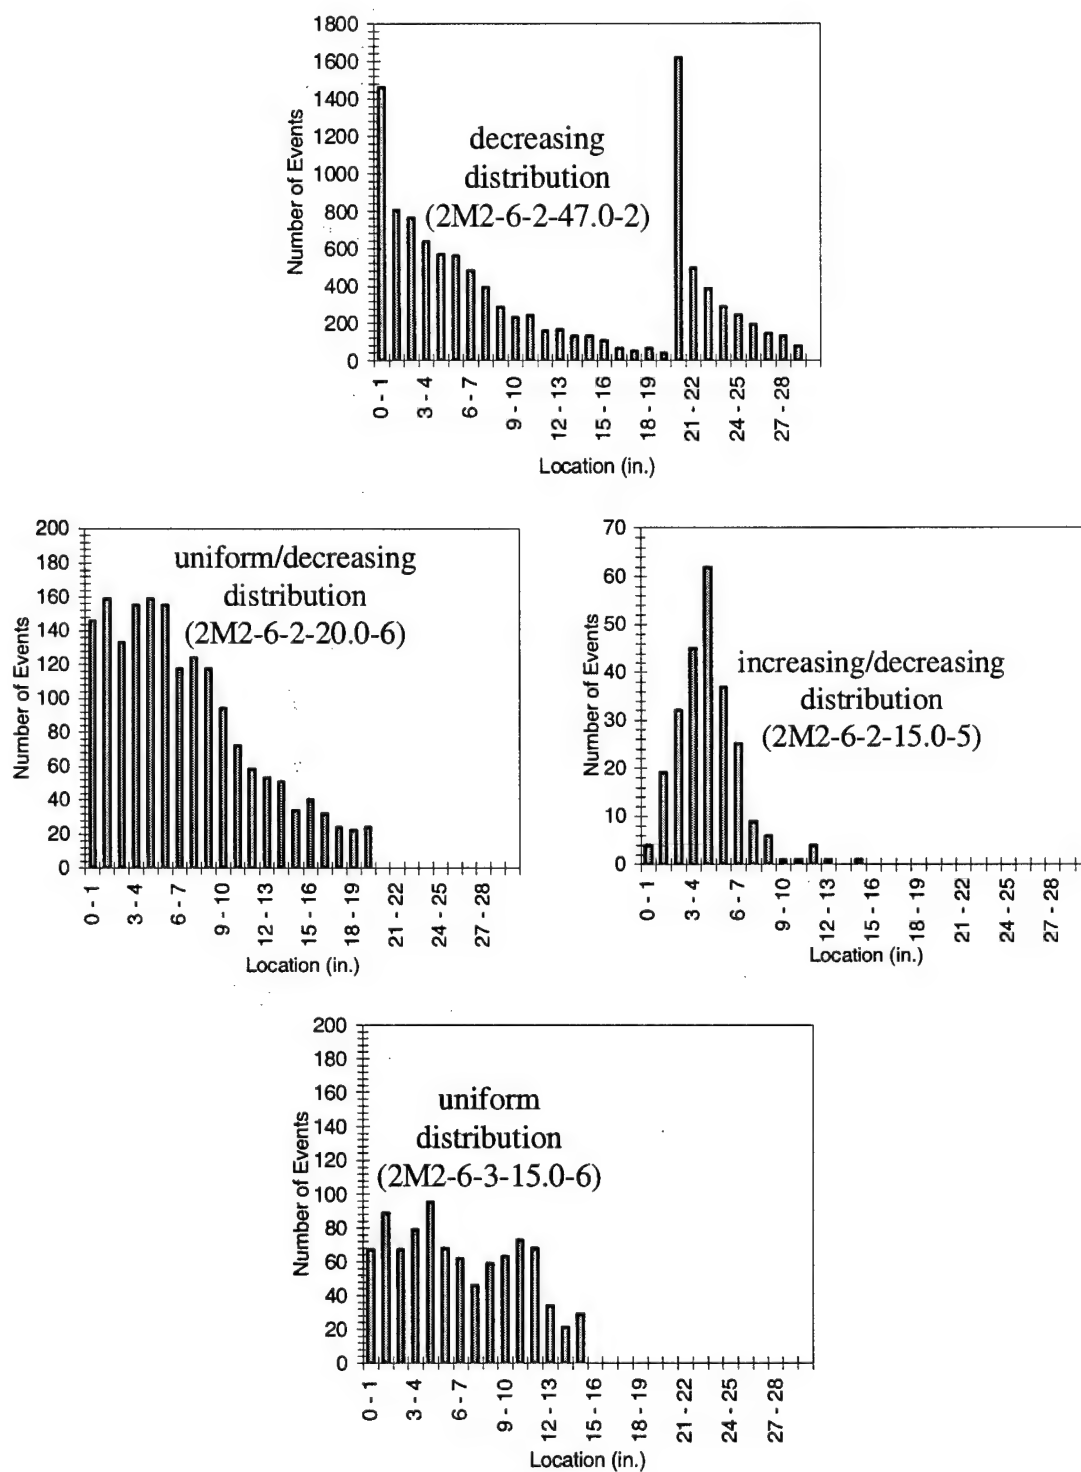 1800
1600
1400
1200
1000
800
600
400
200
0
Number of Events
decreasing
distribution
(2M2-6-2-47.0-2)
0 - 1
3 - 4
6 - 7
9 - 10
12 - 13
15 - 16
18 - 19
21 - 22
24 - 25
27 - 28
Location (in.)
200
180
160
140
120
100
80
60
40
20
0
Number of Events
uniform/decreasing
distribution
(2M2-6-2-20.0-6)
0 - 1
3 - 4
6 - 7
9 - 10
12 - 13
15 - 16
18 - 19
21 - 22
24 - 25
27 - 28
Location (in.)
70
60
50
40
30
20
10
0
Number of Events
increasing/decreasing
distribution
(2M2-6-2-15.0-5)
0 - 1
3 - 4
6 - 7
9 - 10
12 - 13
15 - 16
18 - 19
21 - 22
24 - 25
27 - 28
Location (in.)
200
180
160
140
120
100
80
60
40
20
0
Number of Events
uniform
distribution
(2M2-6-3-15.0-6)
0 - 1
3 - 4
6 - 7
9 - 10
12 - 13
15 - 16
18 - 19
21 - 22
24 - 25
27 - 28
Location (in.)